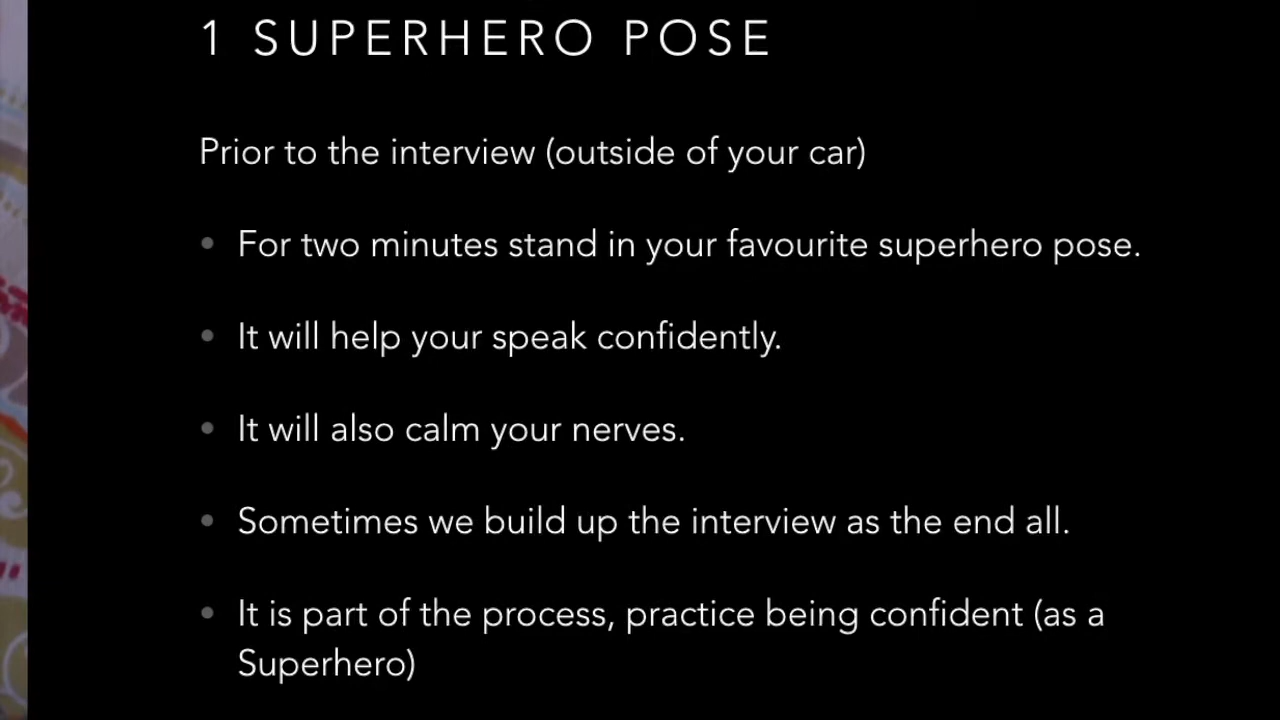 1 SUPERHERO POSE
Prior to the interview (outside of your car)
• For two minutes stand in your favourite superhero pose.
• It will help your speak confidently.
• It will also calm your nerves.
• Sometimes we build up the interview as the end all.
• It is part of the process, practice being confident (as a
Superhero)